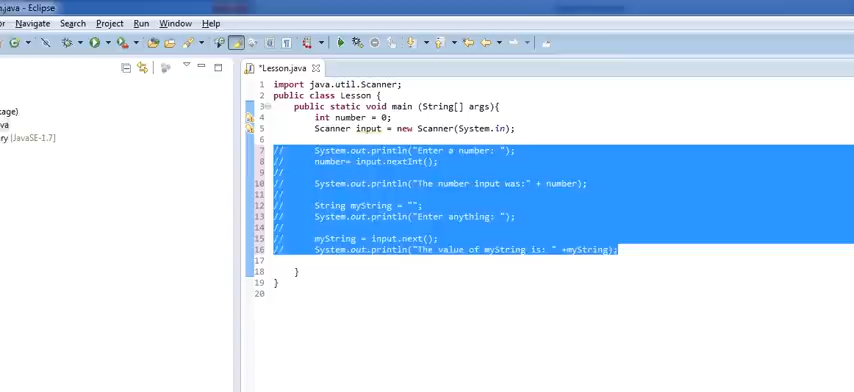 n.java - Eclipse
or Navigate Search Project Run Window Help
*Lesson.java
1 import java.util.Scanner;
2 public class Lesson {
3 public static void main (String[] args){
4 int number = 0;
5 Scanner input = new Scanner(System.in);
6
7 // System.out.println("Enter a number: ");
8 // number= input.nextInt();
9 //
10 // System.out.println("The number input was:" + number);
11 //
12 // String myString = "";
13 // System.out.println("Enter anything: ");
14 //
15 // myString = input.next();
16 // System.out.println("The value of myString is: " +myString);
17
18 }
19 }
20
kage)
va
ry [JavaSE-1.7]